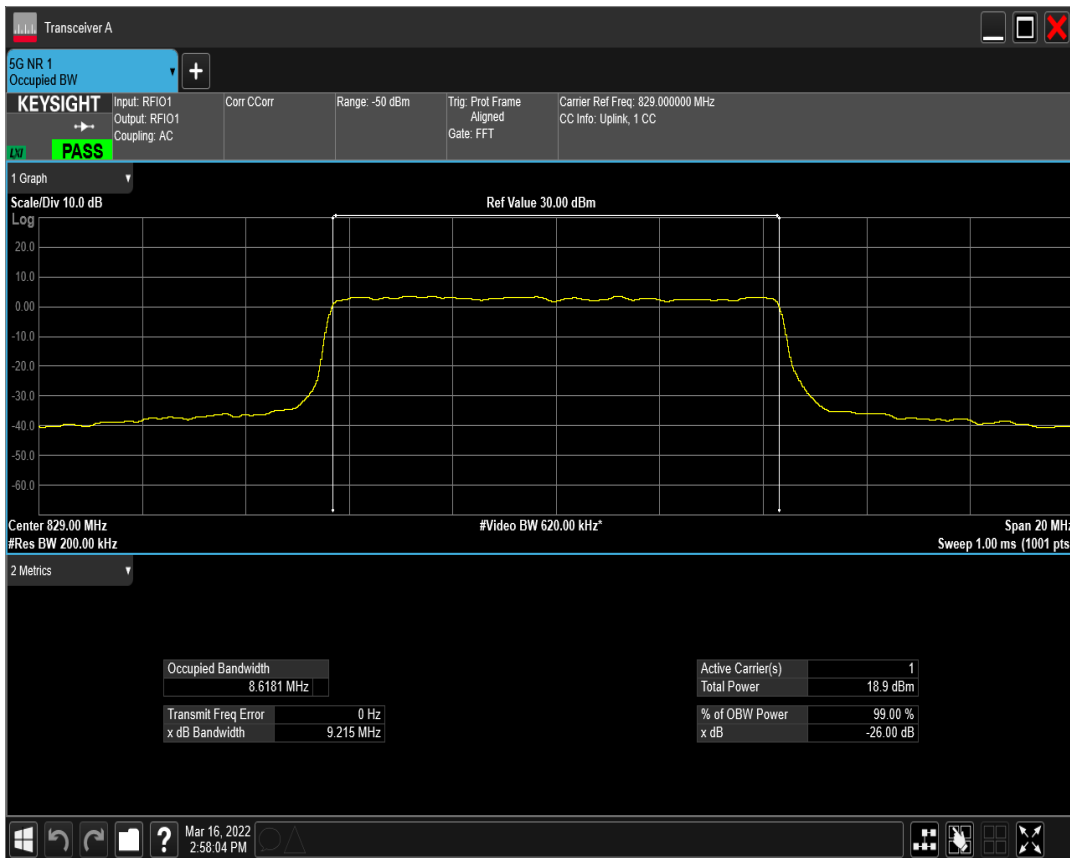 Transceiver A
5G NR 1
Occupied BW
+
KEYSIGHT
LXI
PASS
Input: RFIO1
Output: RFIO1
Coupling: AC
Corr CCorr
Range: -50 dBm
Trig: Prot Frame
Aligned
Gate: FFT
Carrier Ref Freq: 829.000000 MHz
CC Info: Uplink, 1 CC
1 Graph
Scale/Div 10.0 dB
Ref Value 30.00 dBm
Log
20.0
10.0
0.00
-10.0
-20.0
-30.0
-40.0
-50.0
-60.0
Center 829.00 MHz
#Video BW 620.00 kHz*
Span 20 MHz
#Res BW 200.00 kHz
Sweep 1.00 ms (1001 pts
2 Metrics
Occupied Bandwidth
8.6181 MHz
Transmit Freq Error 0 Hz
x dB Bandwidth 9.215 MHz
Active Carrier(s) 1
Total Power 18.9 dBm
% of OBW Power 99.00 %
x dB -26.00 dB
?
Mar 16, 2022
2:58:04 PM